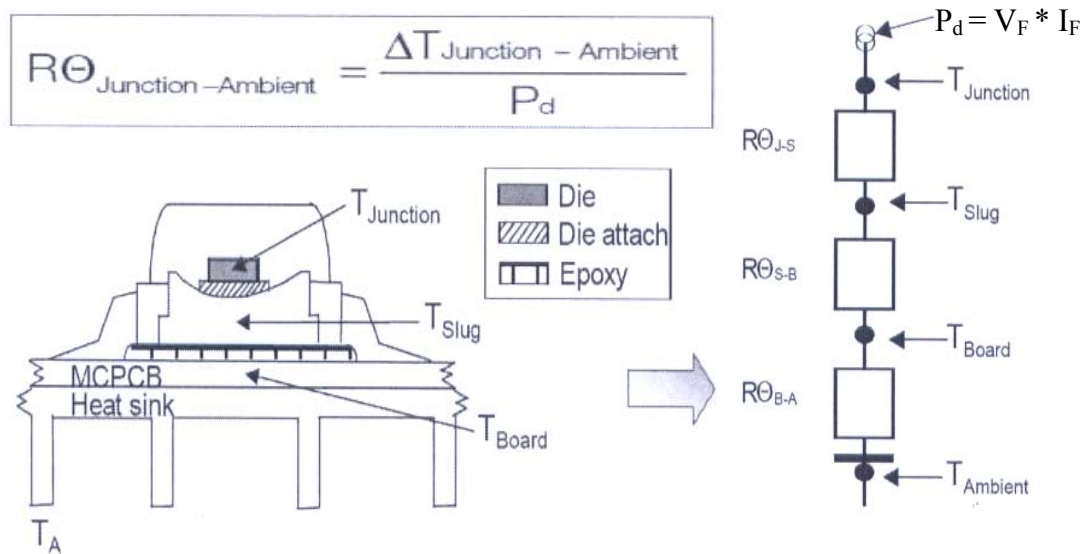 RΘJunction–Ambient = ΔTJunction – Ambient / Pd
Pd = VF * IF
TJunction
RΘJ-S
TSlug
RΘS-B
TBoard
RΘB-A
TAmbient
Die
Die attach
Epoxy
TJunction
TSlug
MCPCB
Heat sink
TBoard
TA